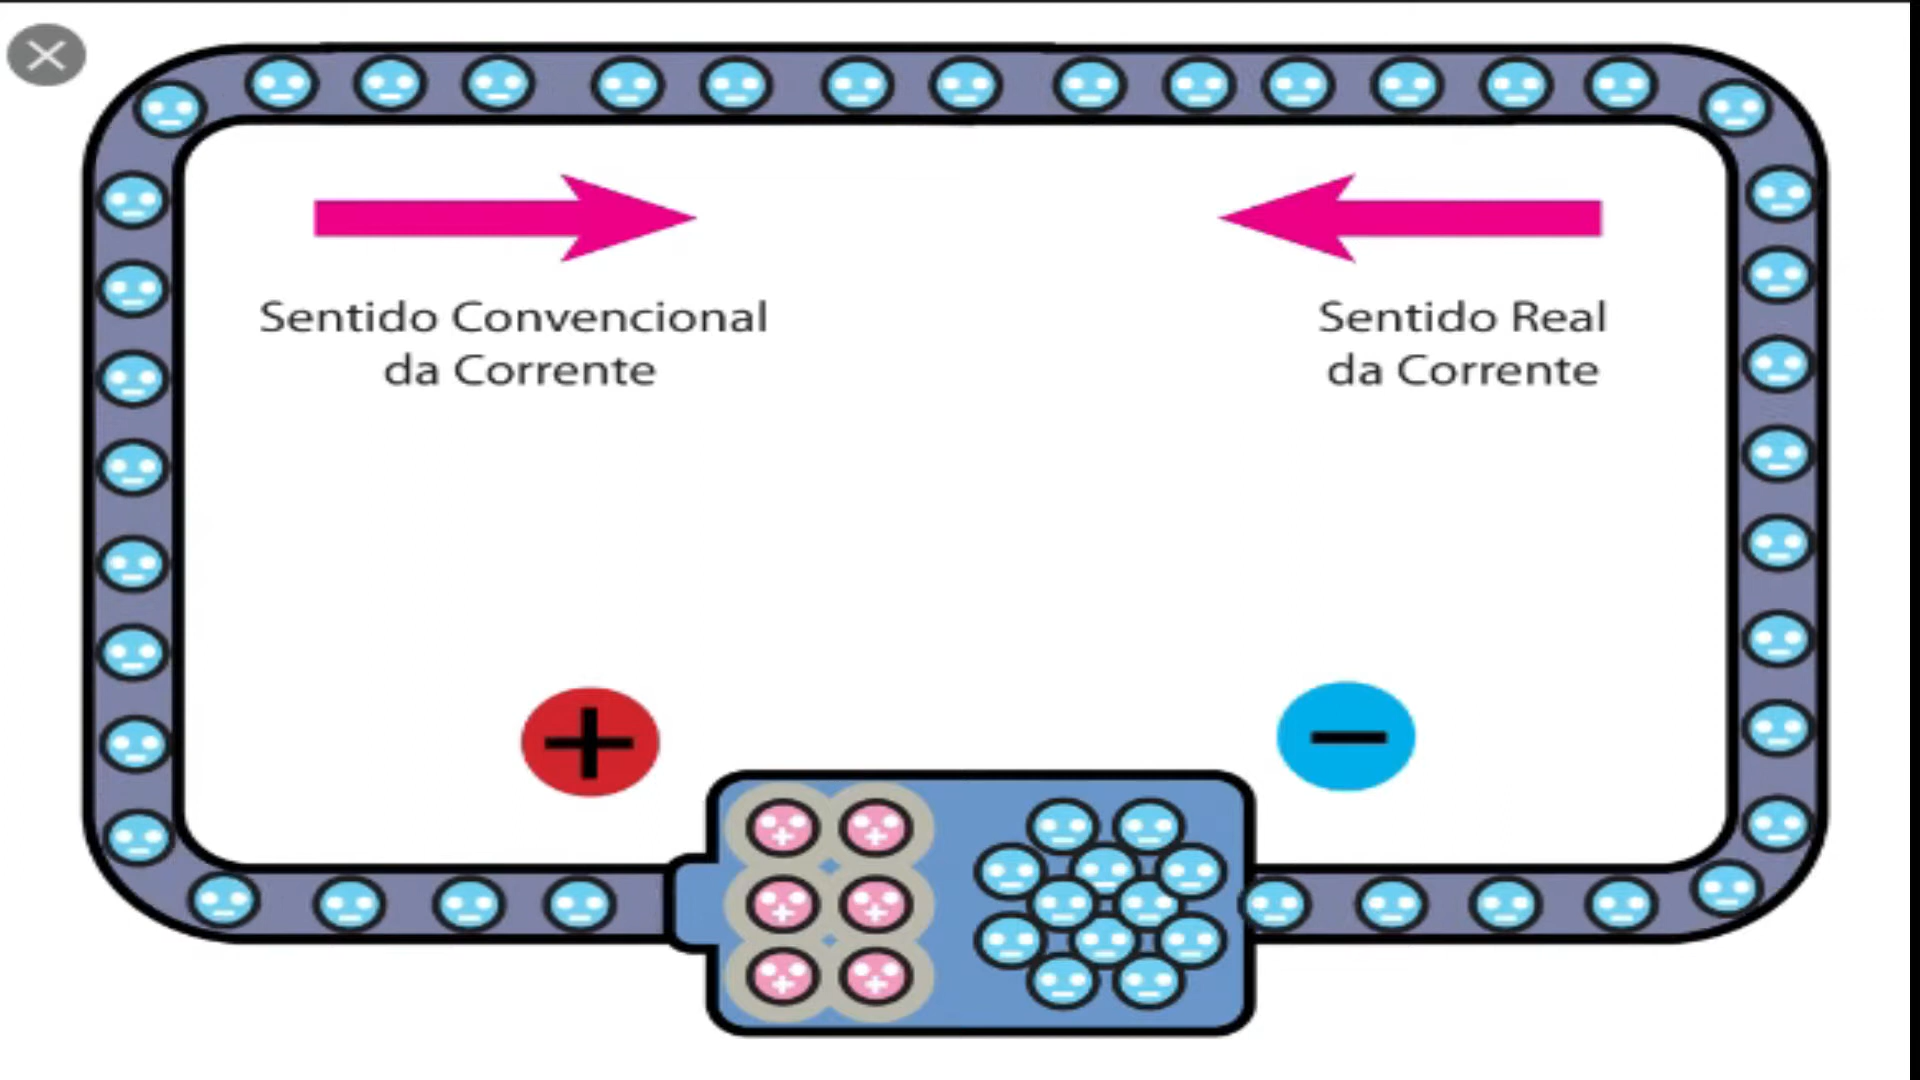 Sentido Convencional
da Corrente
Sentido Real
da Corrente
+
−